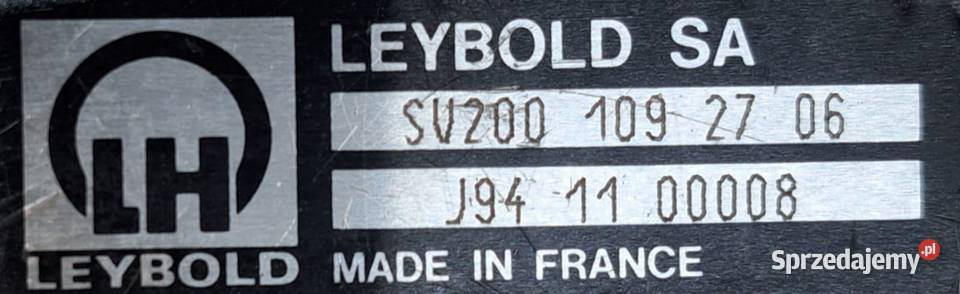 LH
LEYBOLD
LEYBOLD SA
SV200 109 27 06
J94 11 00008
MADE IN FRANCE
Sprzedajemy.pl